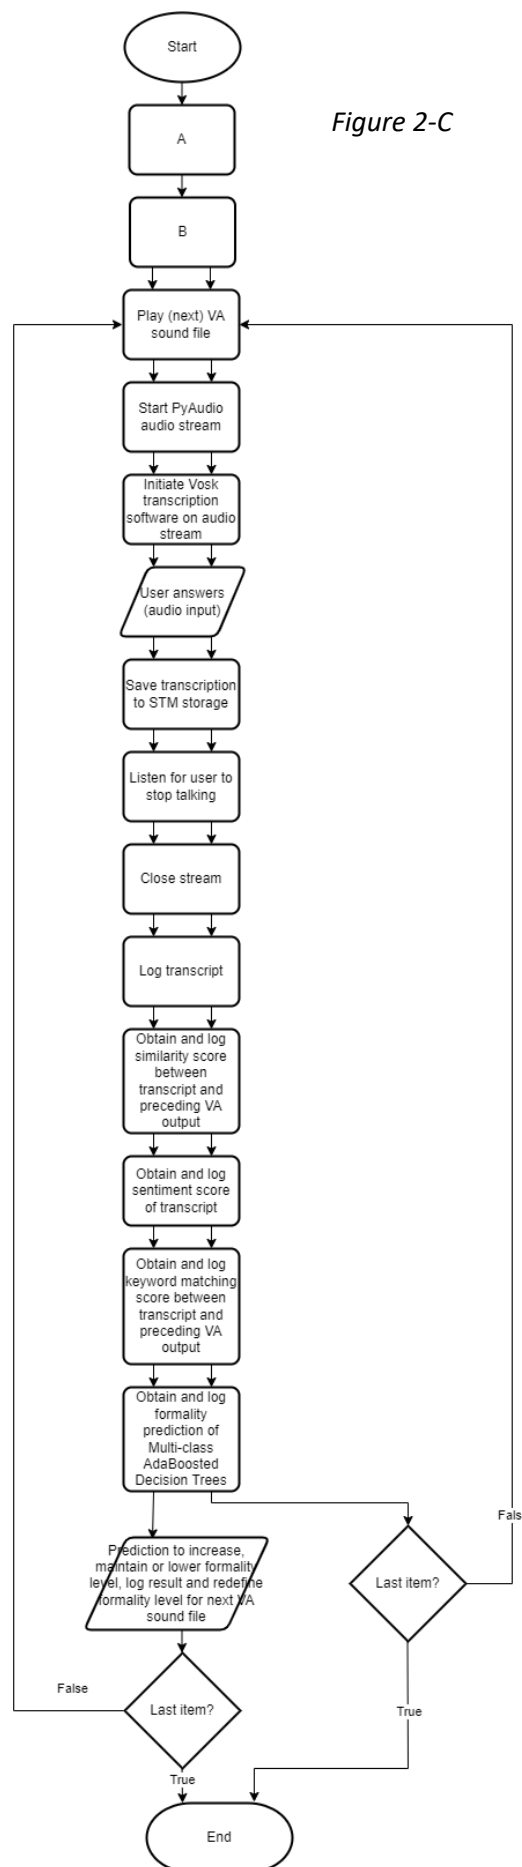 Start
Figure 2-C
A
B
Play (next) VA
sound file
Start PyAudio
audio stream
Initiate Vosk
transcription
software on audio
stream
User answers
(audio input)
Save transcription
to STM storage
Listen for user to
stop talking
Close stream
Log transcript
Obtain and log
similarity score
between
transcript and
preceding VA
output
Obtain and log
sentiment score
of transcript
Obtain and log
keyword matching
score between
transcript and
preceding VA
output
Obtain and log
formality
prediction of
Multi-class
AdaBoosted
Decision Trees
Fals
Prediction to increase,
maintain or lower formality
level, log result and redefine
formality level for next VA
sound file
Last item?
False
Last item?
True
True
End